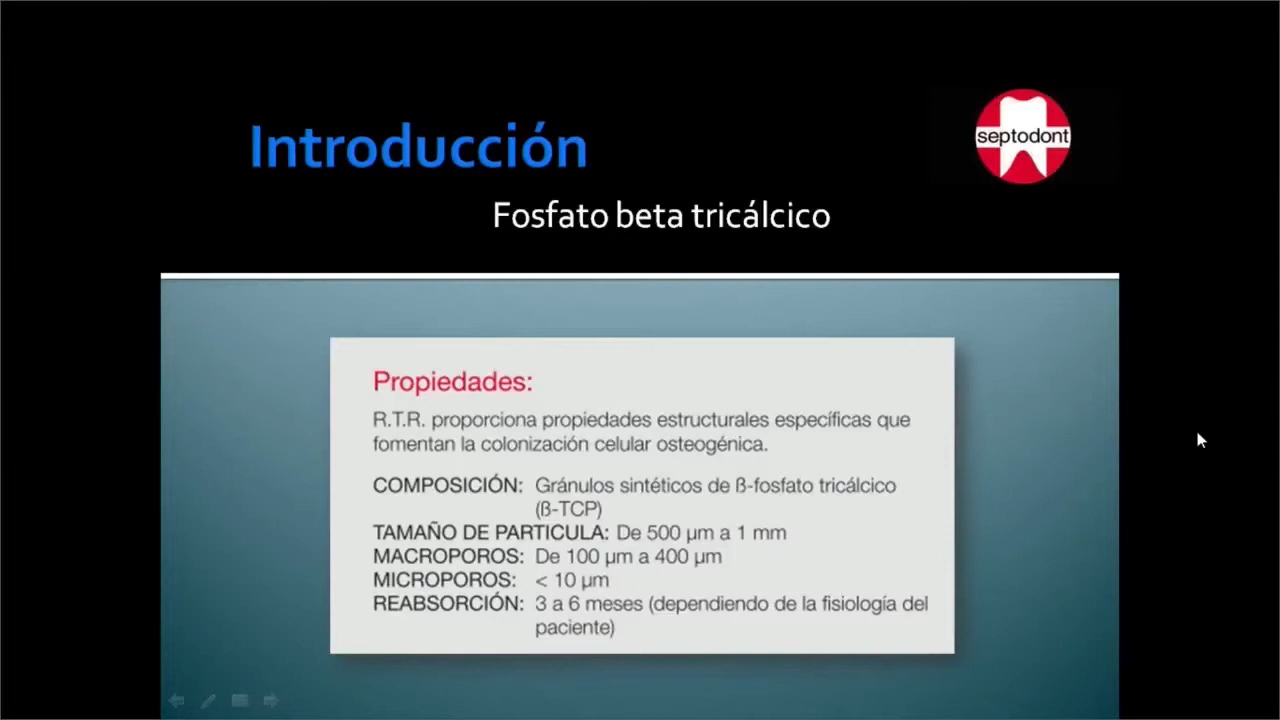 septodont
Introducción
Fosfato beta tricálcico
Propiedades:
R.T.R. proporciona propiedades estructurales específicas que
fomentan la colonización celular osteogénica.
COMPOSICIÓN: Gránulos sintéticos de ß-fosfato tricálcico
(ß-TCP)
TAMAÑO DE PARTICULA: De 500 µm a 1 mm
MACROPOROS: De 100 µm a 400 µm
MICROPOROS: < 10 µm
REABSORCIÓN: 3 a 6 meses (dependiendo de la fisiología del
paciente)